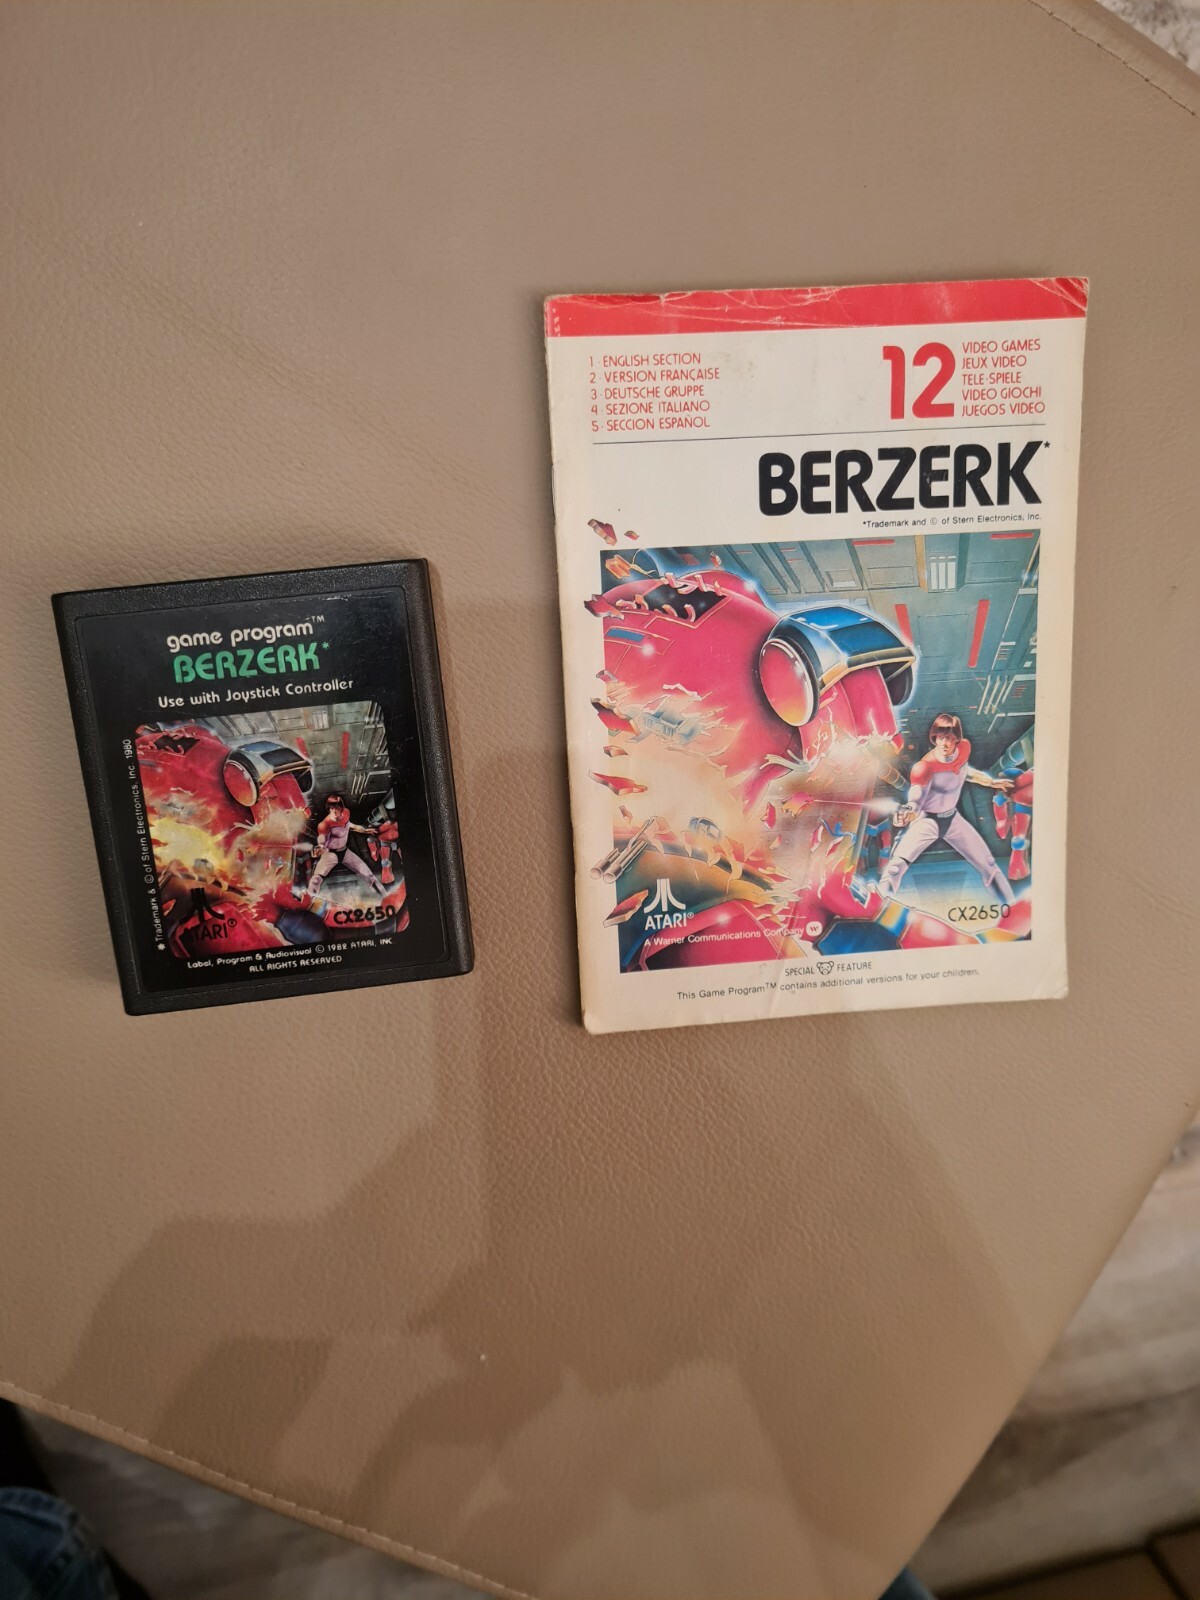 game program™
BERZERK*
Use with Joystick Controller
* Trademark & © of Stern Electronics, Inc. 1980
ATARI®
CX2650
Label, Program & Audiovisual © 1982 ATARI, INC.
ALL RIGHTS RESERVED
1 · ENGLISH SECTION
2 · VERSION FRANÇAISE
3 · DEUTSCHE GRUPPE
4 · SEZIONE ITALIANO
5 · SECCION ESPAÑOL
12
VIDEO GAMES
JEUX VIDEO
TELE-SPIELE
VIDEO GIOCHI
JUEGOS VIDEO
BERZERK*
*Trademark and © of Stern Electronics, Inc.
ATARI®
A Warner Communications Company
CX2650
SPECIAL FEATURE
This Game Program™ contains additional versions for your children.